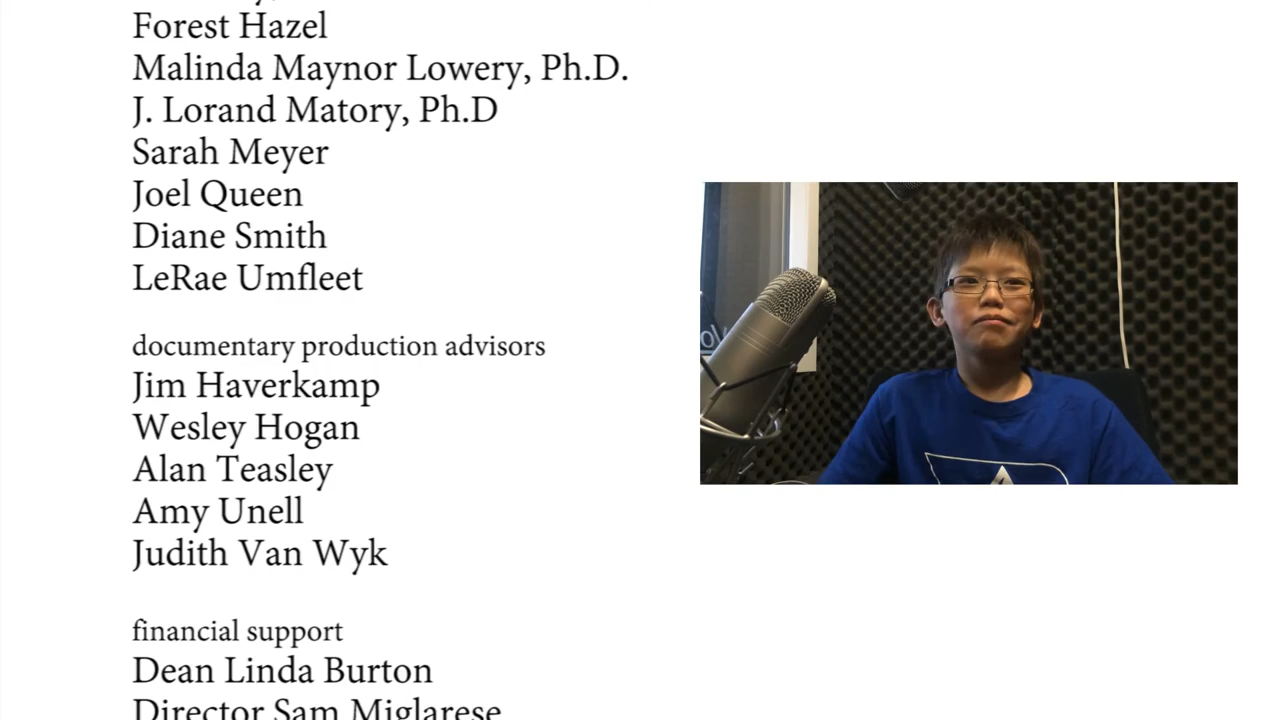 Forest Hazel
Malinda Maynor Lowery, Ph.D.
J. Lorand Matory, Ph.D
Sarah Meyer
Joel Queen
Diane Smith
LeRae Umfleet
documentary production advisors
Jim Haverkamp
Wesley Hogan
Alan Teasley
Amy Unell
Judith Van Wyk
financial support
Dean Linda Burton
Director Sam Miglarese